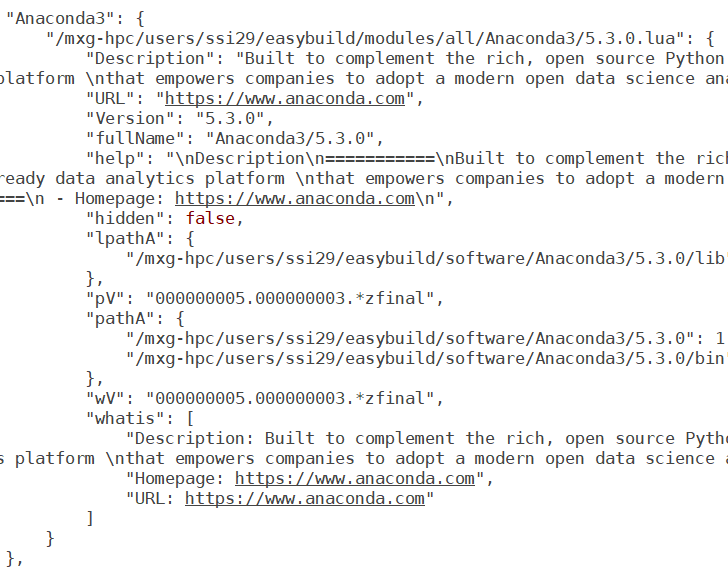 "Anaconda3": {
"/mxg-hpc/users/ssi29/easybuild/modules/all/Anaconda3/5.3.0.lua": {
"Description": "Built to complement the rich, open source Python
platform \nthat empowers companies to adopt a modern open data science ana
"URL": "https://www.anaconda.com",
"Version": "5.3.0",
"fullName": "Anaconda3/5.3.0",
"help": "\nDescription\n===========\nBuilt to complement the rich
ready data analytics platform \nthat empowers companies to adopt a modern
===\n - Homepage: https://www.anaconda.com\n",
"hidden": false,
"lpathA": {
"/mxg-hpc/users/ssi29/easybuild/software/Anaconda3/5.3.0/lib"
},
"pV": "000000005.000000003.*zfinal",
"pathA": {
"/mxg-hpc/users/ssi29/easybuild/software/Anaconda3/5.3.0": 1
"/mxg-hpc/users/ssi29/easybuild/software/Anaconda3/5.3.0/bin"
},
"wV": "000000005.000000003.*zfinal",
"whatis": [
"Description: Built to complement the rich, open source Pytho
s platform \nthat empowers companies to adopt a modern open data science a
"Homepage: https://www.anaconda.com",
"URL: https://www.anaconda.com"
]
}
},